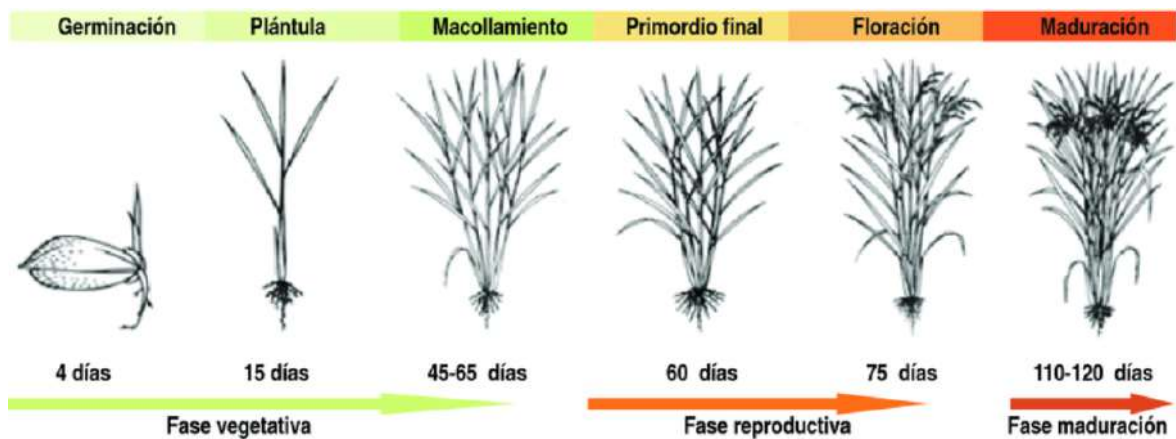 Germinación Plántula Macollamiento Primordio final Floración Maduración
4 días 15 días 45-65 días 60 días 75 días 110-120 días
Fase vegetativa Fase reproductiva Fase maduración